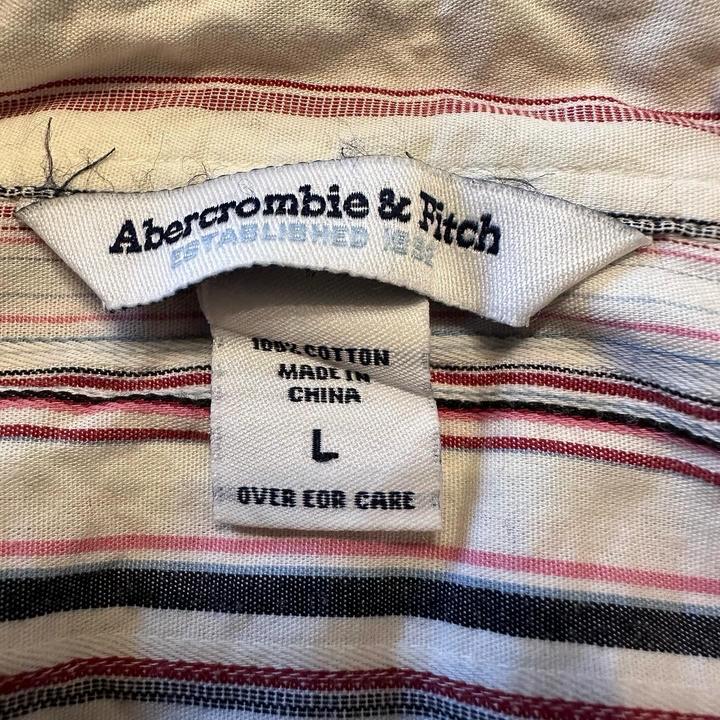 Abercrombie & Fitch
ESTABLISHED 1892
100% COTTON
MADE IN
CHINA
L
OVER FOR CARE